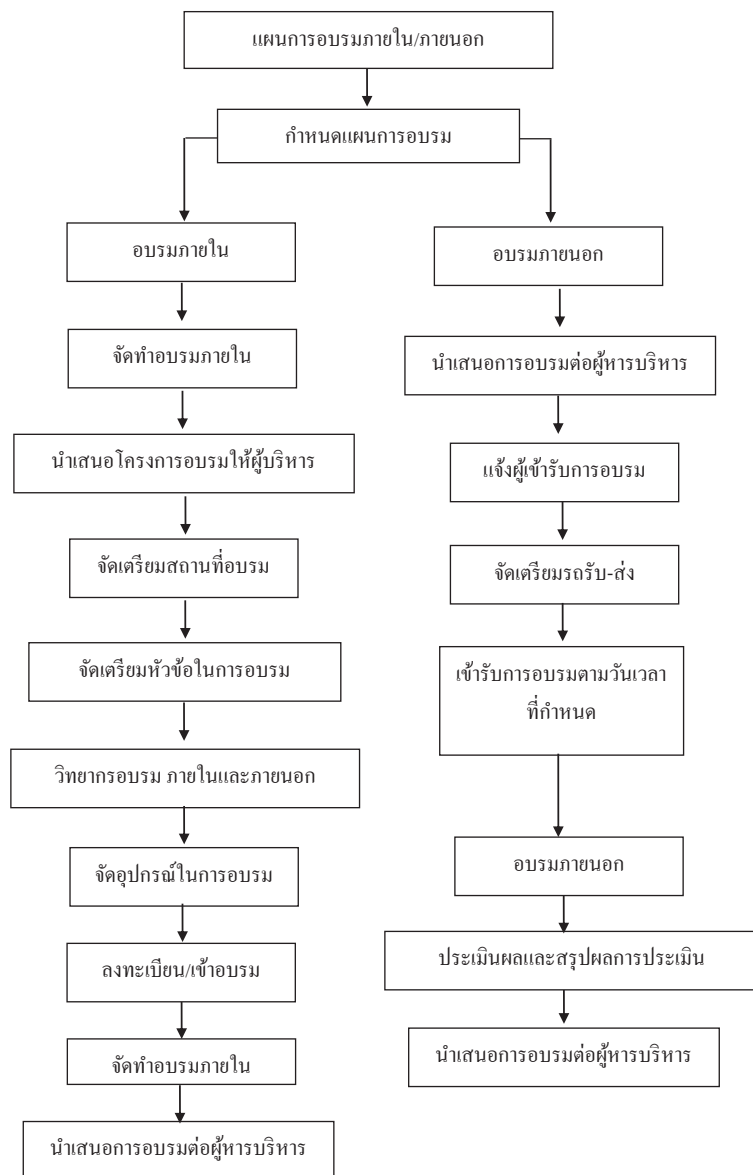 แผนการอบรมภายใน/ภายนอก
กำหนดแผนการอบรม
อบรมภายใน
จัดทำอบรมภายใน
นำเสนอโครงการอบรมให้ผู้บริหาร
จัดเตรียมสถานที่อบรม
จัดเตรียมหัวข้อในการอบรม
วิทยากรอบรม ภายในและภายนอก
จัดอุปกรณ์ในการอบรม
ลงทะเบียน/เข้าอบรม
จัดทำอบรมภายใน
นำเสนอการอบรมต่อผู้หารบริหาร
อบรมภายนอก
นำเสนอการอบรมต่อผู้หารบริหาร
แจ้งผู้เข้ารับการอบรม
จัดเตรียมรถรับ-ส่ง
เข้ารับการอบรมตามวันเวลา
ที่กำหนด
อบรมภายนอก
ประเมินผลและสรุปผลการประเมิน
นำเสนอการอบรมต่อผู้หารบริหาร